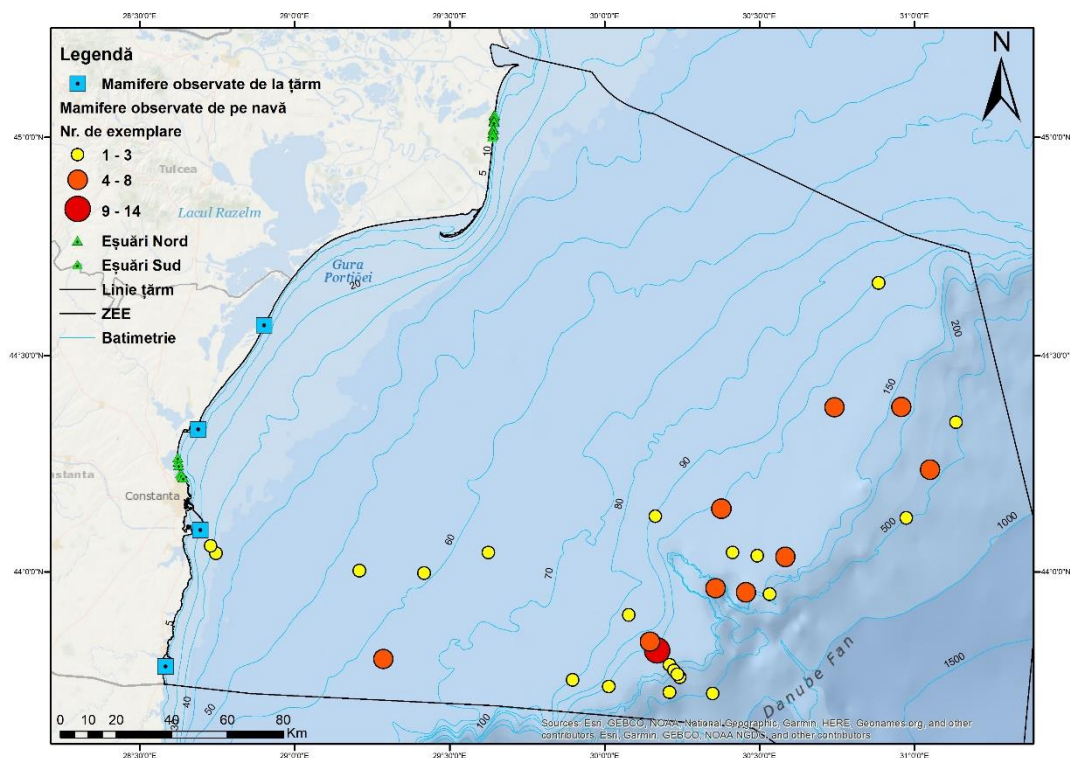 28°30'0"E 29°0'0"E 29°30'0"E 30°0'0"E 30°30'0"E 31°0'0"E
Legendă
Mamifere observate de la țărm
Mamifere observate de pe navă
Nr. de exemplare
1 - 3
4 - 8
9 - 14
Eșuări Nord
Eșuări Sud
Linie țărm
ZEE
Batimetrie
N
45°0'0"N
45°0'0"N
Tulcea
Lacul Razelm
Gura
Portiței
10
5
20
200
150
44°30'0"N
44°30'0"N
90
80
500
1000
onstanta
Constanta
60
70
44°0'0"N
44°0'0"N
5
1500
Danube Fan
40
50
100
0 10 20 40 60 80
Km
Sources: Esri, GEBCO, NOAA, National Geographic, Garmin, HERE, Geonames.org, and other
contributors, Esri, Garmin, GEBCO, NOAA NGDC, and other contributors
28°30'0"E 29°0'0"E 29°30'0"E 30°0'0"E 30°30'0"E 31°0'0"E